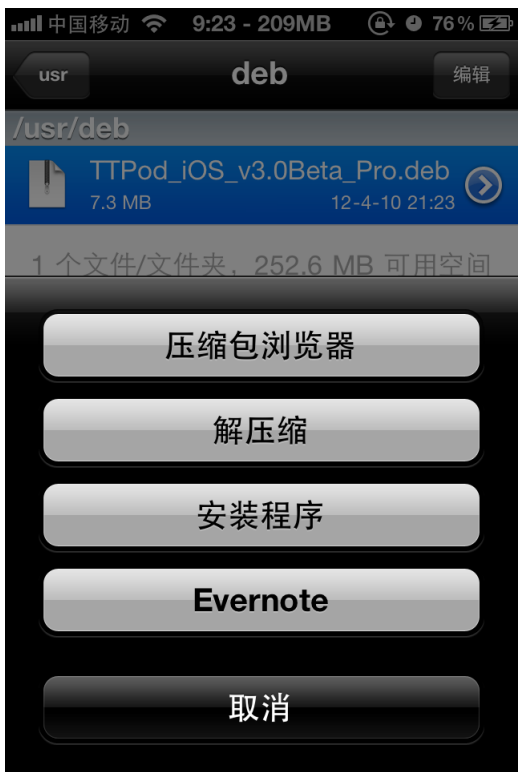 中国移动 9:23 - 209MB 76%
usr deb 编辑
/usr/deb
TTPod_iOS_v3.0Beta_Pro.deb
7.3 MB 12-4-10 21:23
1 个文件/文件夹，252.6 MB 可用空间
压缩包浏览器
解压缩
安装程序
Evernote
取消